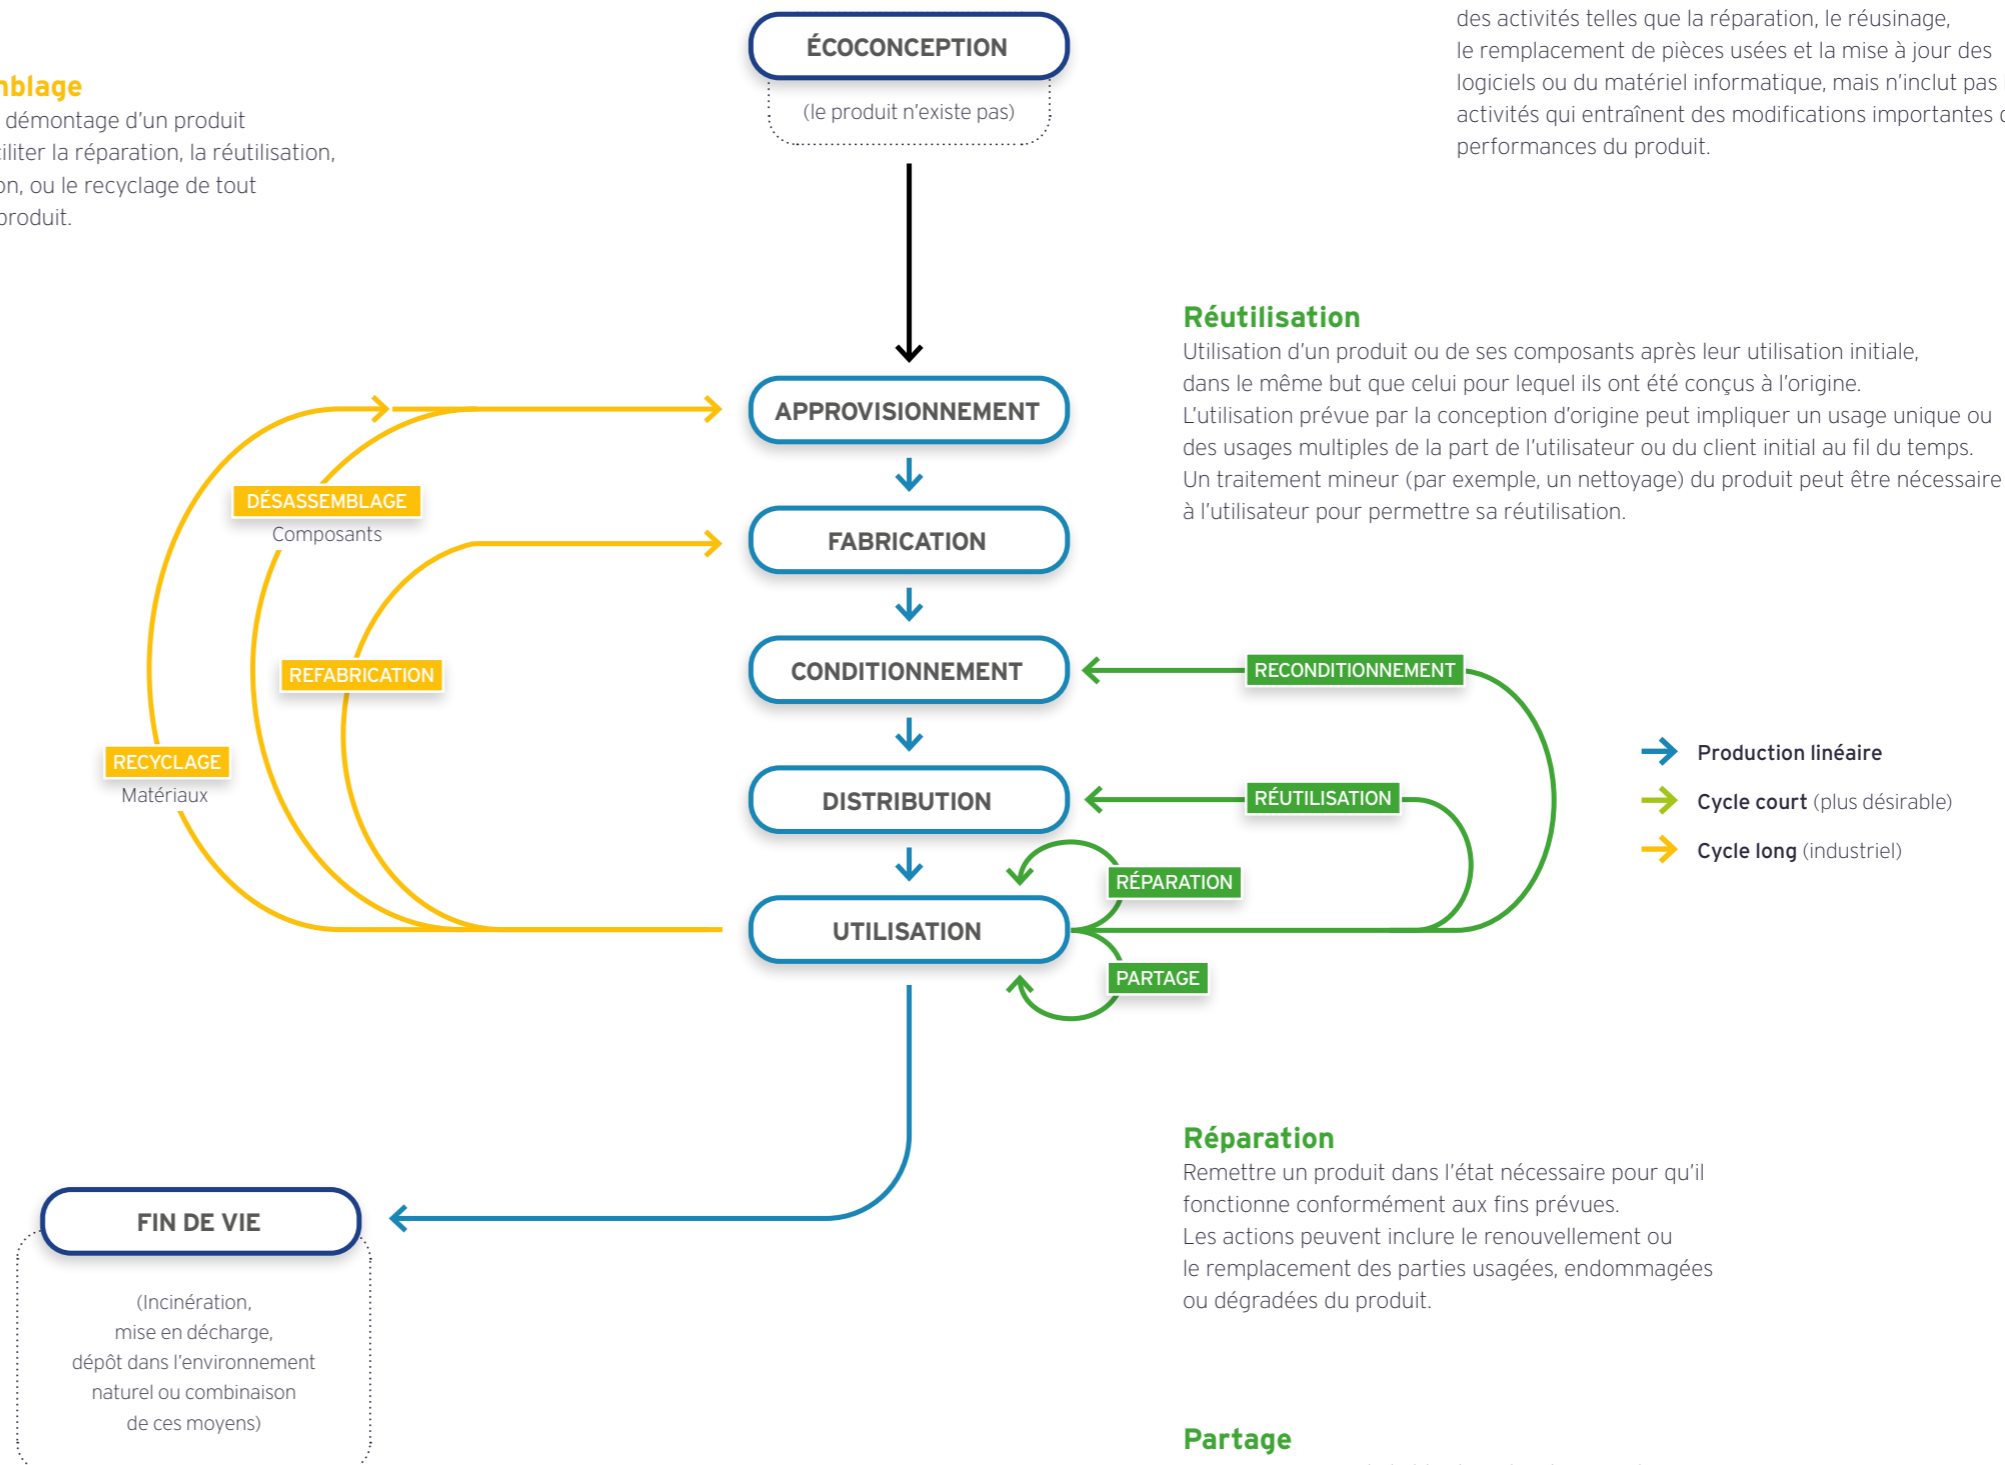 ÉCOCONCEPTION
(le produit n'existe pas)
démontage d'un produit
la réparation, la réutilisation,
ou le recyclage de tout
produit.
des activités telles que la réparation, le réusinage,
le remplacement de pièces usées et la mise à jour des
logiciels ou du matériel informatique, mais n'inclut pas
activités qui entraînent des modifications importantes
performances du produit.
Réutilisation
Utilisation d'un produit ou de ses composants après leur utilisation initiale,
dans le même but que celui pour lequel ils ont été conçus à l'origine.
L'utilisation prévue par la conception d'origine peut impliquer un usage unique ou
des usages multiples de la part de l'utilisateur ou du client initial au fil du temps.
Un traitement mineur (par exemple, un nettoyage) du produit peut être nécessaire
à l'utilisateur pour permettre sa réutilisation.
APPROVISIONNEMENT
DÉSASSEMBLAGE
Composants
FABRICATION
REFABRICATION
CONDITIONNEMENT
RECONDITIONNEMENT
RECYCLAGE
Matériaux
DISTRIBUTION
RÉUTILISATION
Production linéaire
Cycle court (plus désirable)
Cycle long (industriel)
RÉPARATION
UTILISATION
PARTAGE
Réparation
Remettre un produit dans l'état nécessaire pour qu'il
fonctionne conformément aux fins prévues.
Les actions peuvent inclure le renouvellement ou
le remplacement des parties usagées, endommagées
ou dégradées du produit.
FIN DE VIE
(Incinération,
mise en décharge,
dépôt dans l'environnement
naturel ou combinaison
de ces moyens)
Partage